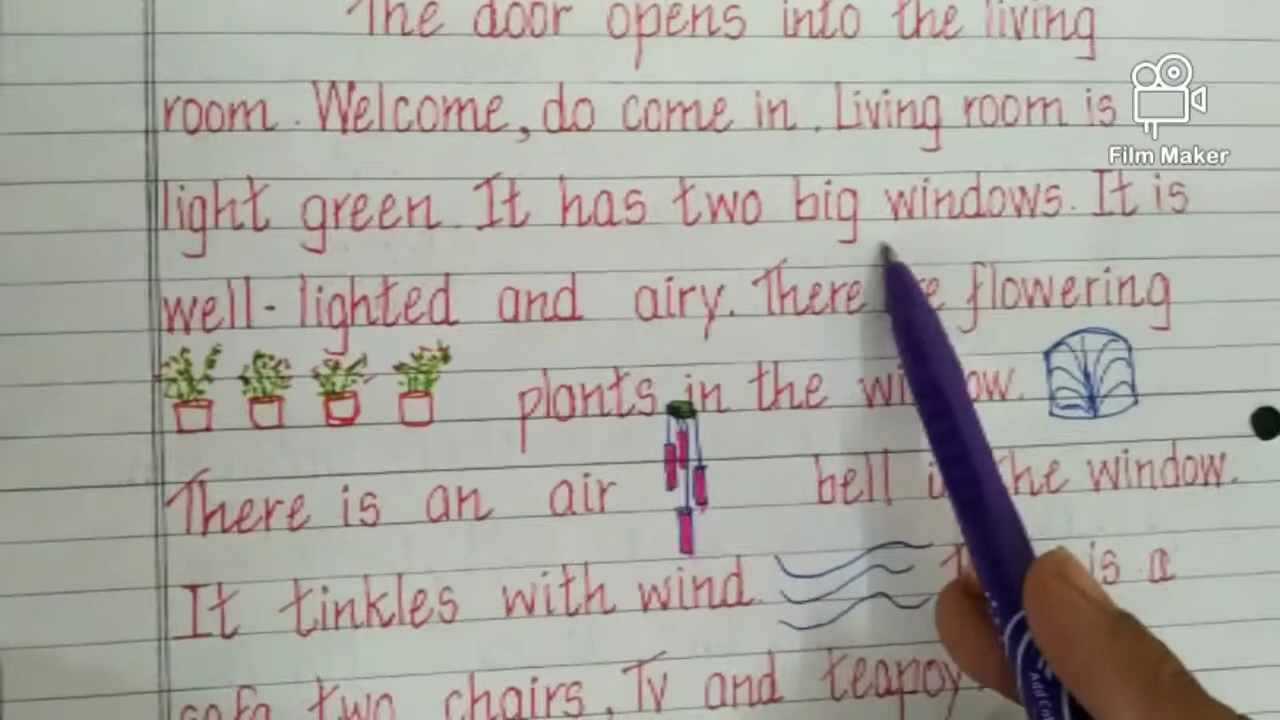 The door opens into the living
room. Welcome, do come in. Living room is
Film Maker
light green. It has two big windows. It is
well-lighted and airy. There flowering
plants in the window.
There is an air bell the window.
It tinkles with wind. is a
sofa two chairs, Tv and teapoy